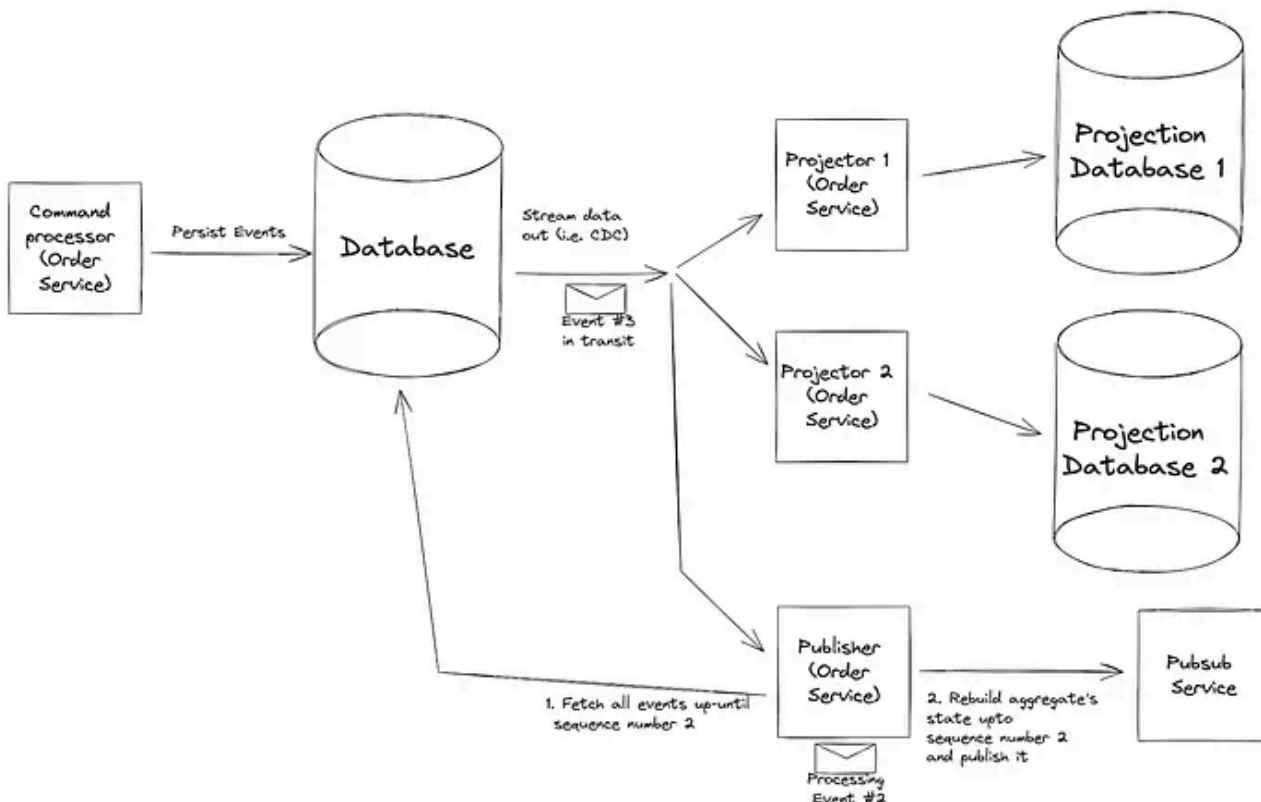 Command
processor
(Order
Service)
Persist Events
Database
Stream data
out (i.e. CDC)
Event #3
in transit
Projector 1
(Order
Service)
Projection
Database 1
Projector 2
(Order
Service)
Projection
Database 2
Publisher
(Order
Service)
1. Fetch all events up-until
sequence number 2
Processing
Event #2
2. Rebuild aggregate's
state upto
sequence number 2
and publish it
Pubsub
Service